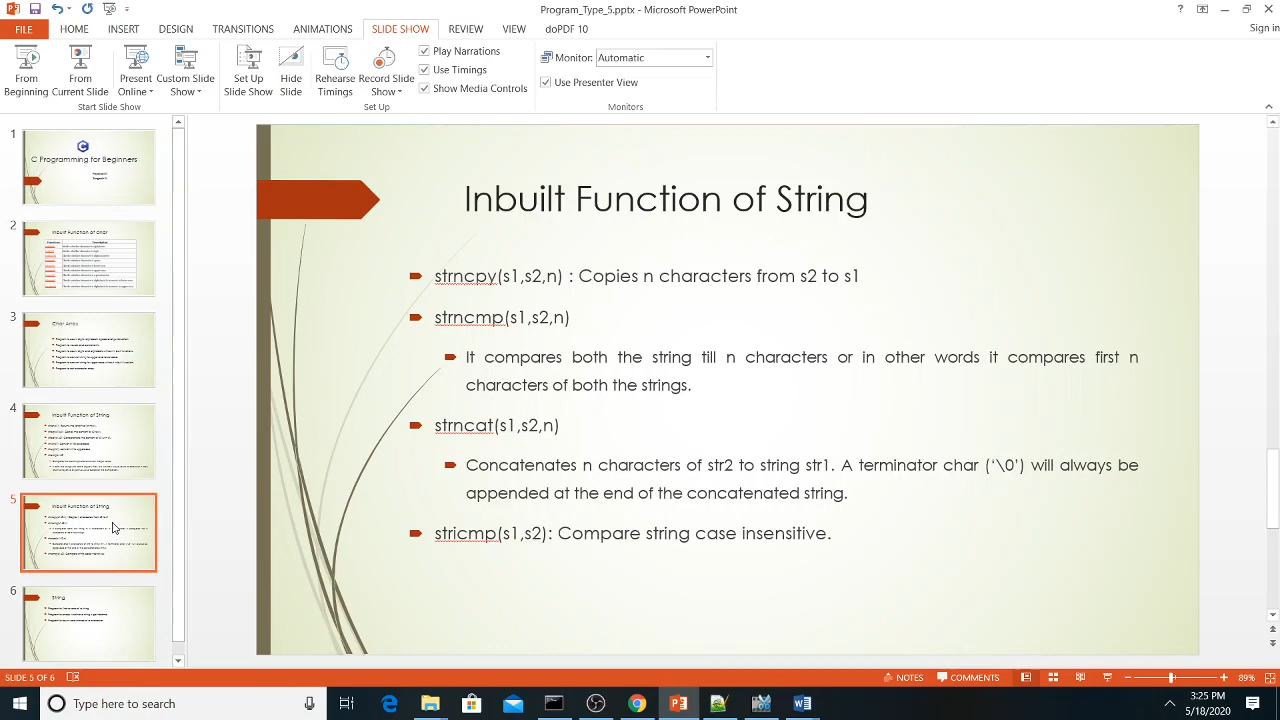 Program_Type_5.pptx - Microsoft PowerPoint
Sign in
FILE HOME INSERT DESIGN TRANSITIONS ANIMATIONS SLIDE SHOW REVIEW VIEW doPDF 10
From Beginning
From Current Slide
Present Online
Custom Slide Show
Start Slide Show
Set Up Slide Show
Hide Slide
Rehearse Timings
Record Slide Show
Play Narrations
Use Timings
Show Media Controls
Set Up
Monitor: Automatic
Use Presenter View
Monitors
1
C Programming for Beginners
2
Inbuilt Function of Char
3
Char Array
4
Inbuilt Function of String
5
Inbuilt Function of String
6
String
Inbuilt Function of String
strncpy(s1,s2,n) : Copies n characters from s2 to s1
strncmp(s1,s2,n)
It compares both the string till n characters or in other words it compares first n
characters of both the strings.
strncat(s1,s2,n)
Concatenates n characters of str2 to string str1. A terminator char (‘\0’) will always be
appended at the end of the concatenated string.
stricmp(s1,s2): Compare string case insensitive.
SLIDE 5 OF 6
NOTES
COMMENTS
89%
Type here to search
3:25 PM
5/18/2020